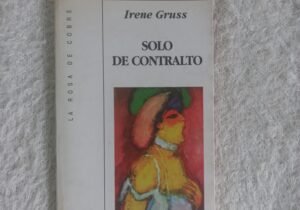 Irene Gruss
SOLO
DE CONTRALTO
LA ROSA DE COBRE